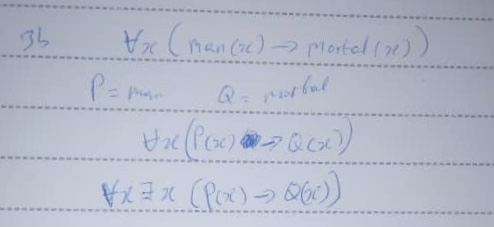 3b ∀x (man(x) → mortal(x))
P = man Q = mortal
∀x (P(x) → Q(x))
∀x ∃x (P(x) → Q(x))